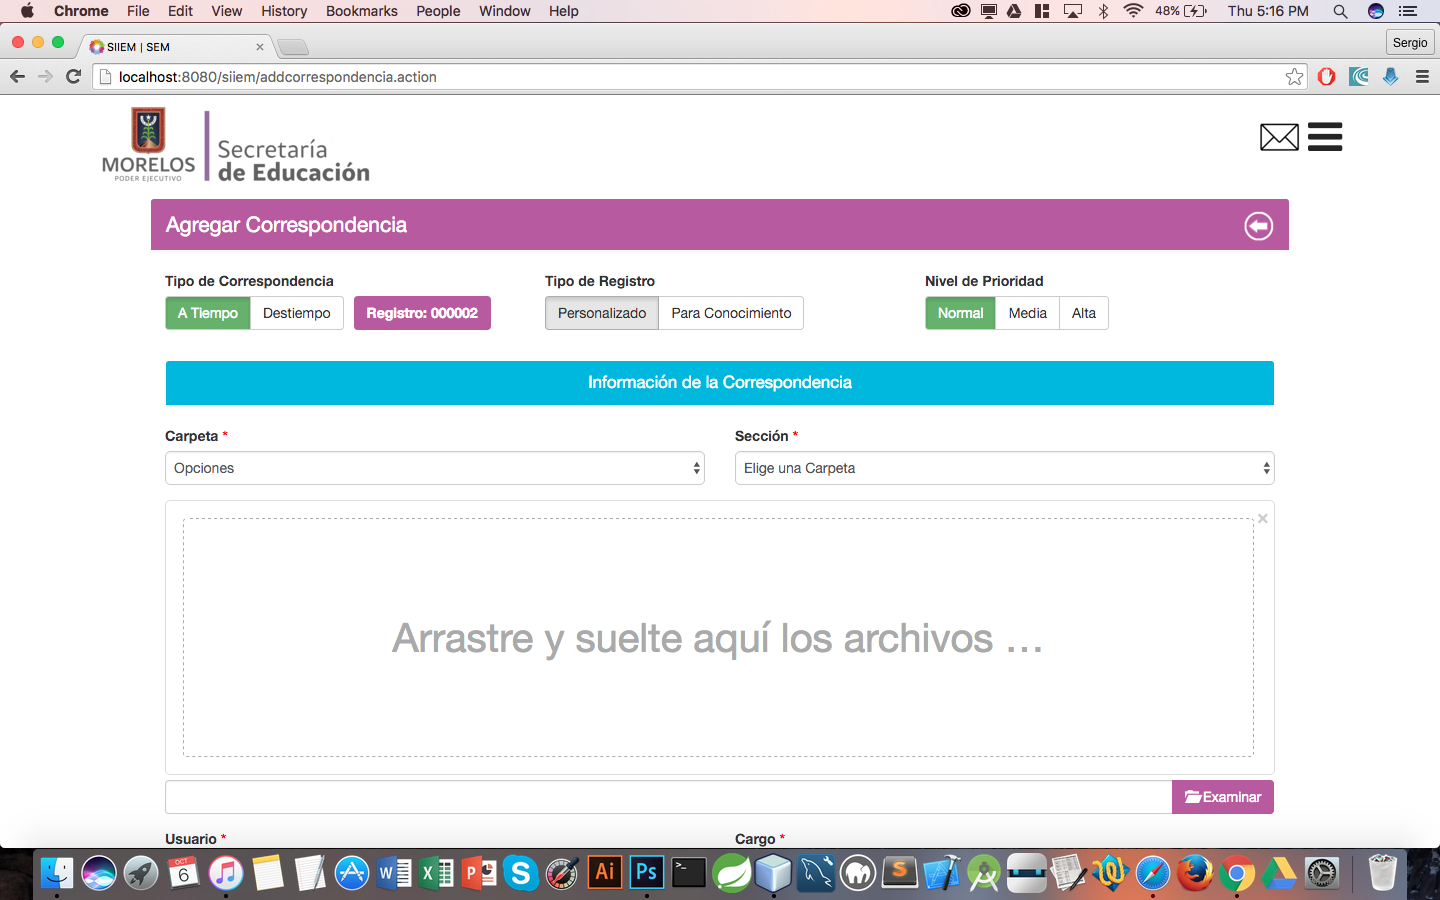 Chrome File Edit View History Bookmarks People Window Help 48% Thu 5:16 PM
SIIEM | SEM
Sergio
localhost:8080/siiem/addcorrespondencia.action
MORELOS
PODER EJECUTIVO
Secretaría
de Educación
Agregar Correspondencia
Tipo de Correspondencia Tipo de Registro Nivel de Prioridad
A Tiempo Destiempo Registro: 000002 Personalizado Para Conocimiento Normal Media Alta
Información de la Correspondencia
Carpeta * Sección *
Opciones Elige una Carpeta
Arrastre y suelte aquí los archivos ...
Examinar
Usuario * Cargo *
OCT
6
W X P S Ai Ps >_ S